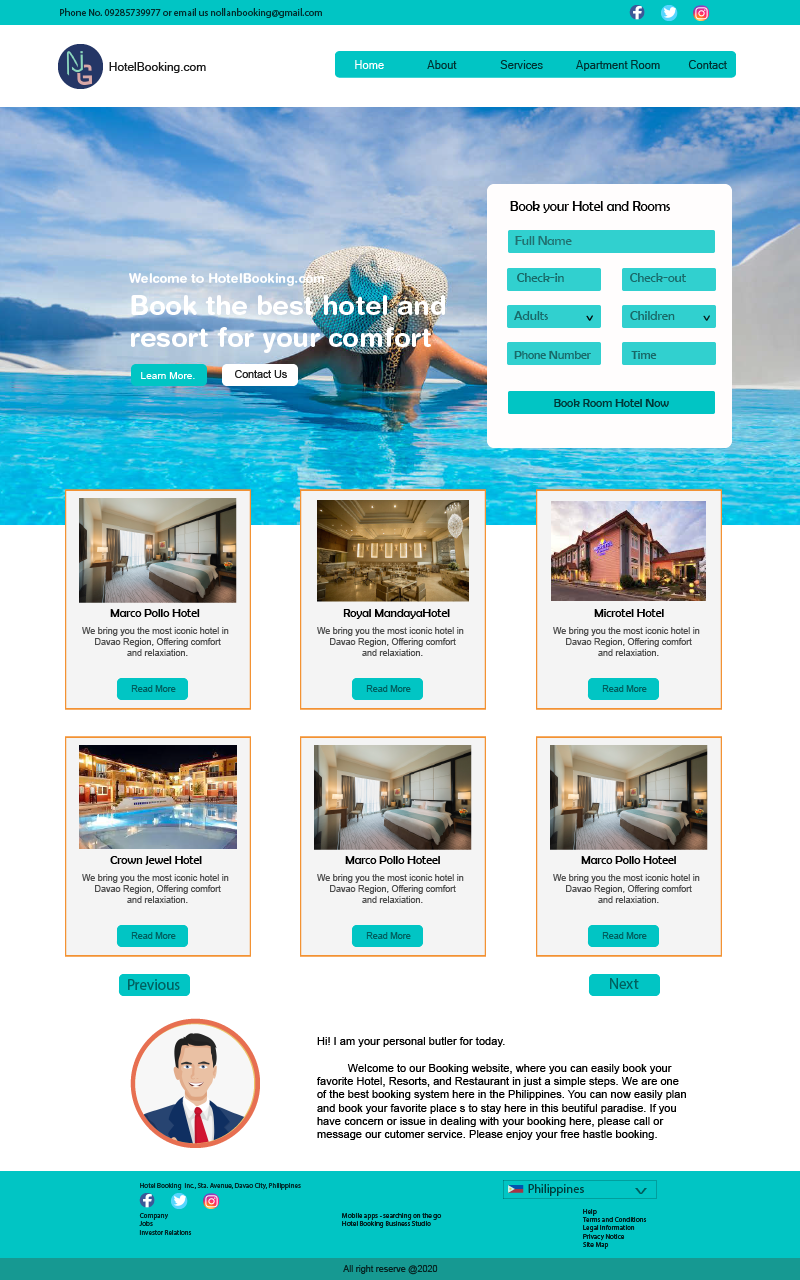 Phone No. 09285739977 or email us nollanbooking@gmail.com
NJG
HotelBooking.com
Home About Services Apartment Room Contact
Book your Hotel and Rooms
Full Name
Check-in Check-out
Adults Children
Phone Number Time
Book Room Hotel Now
Welcome to HotelBooking.com
Book the best hotel and
resort for your comfort
Learn More. Contact Us
Marco Pollo Hotel
We bring you the most iconic hotel in
Davao Region, Offering comfort
and relaxiation.
Read More
Royal MandayaHotel
We bring you the most iconic hotel in
Davao Region, Offering comfort
and relaxiation.
Read More
Microtel Hotel
We bring you the most iconic hotel in
Davao Region, Offering comfort
and relaxiation.
Read More
Crown Jewel Hotel
We bring you the most iconic hotel in
Davao Region, Offering comfort
and relaxiation.
Read More
Marco Pollo Hoteel
We bring you the most iconic hotel in
Davao Region, Offering comfort
and relaxiation.
Read More
Marco Pollo Hoteel
We bring you the most iconic hotel in
Davao Region, Offering comfort
and relaxiation.
Read More
Previous Next
Hi! I am your personal butler for today.
Welcome to our Booking website, where you can easily book your
favorite Hotel, Resorts, and Restaurant in just a simple steps. We are one
of the best booking system here in the Philippines. You can now easily plan
and book your favorite place s to stay here in this beutiful paradise. If you
have concern or issue in dealing with your booking here, please call or
message our cutomer service. Please enjoy your free hastle booking.
Hotel Booking Inc., Sta. Avenue, Davao City, Philippines
Company
Jobs
Investor Relations
Mobile apps - searching on the go
Hotel Booking Business Studio
Philippines
Help
Terms and Conditions
Legal Information
Privacy Notice
Site Map
All right reserve @2020